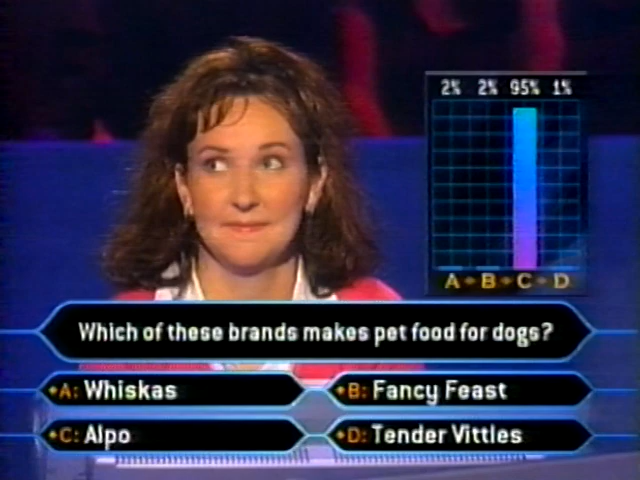 2% 2% 95% 1%
A B C D
Which of these brands makes pet food for dogs?
A: Whiskas
B: Fancy Feast
C: Alpo
D: Tender Vittles